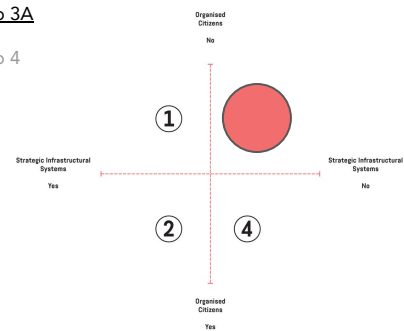 3A
4
Organised
Citizens
No
1
Strategic Infrastructural
Systems
Yes
Strategic Infrastructural
Systems
No
2
4
Organised
Citizens
Yes